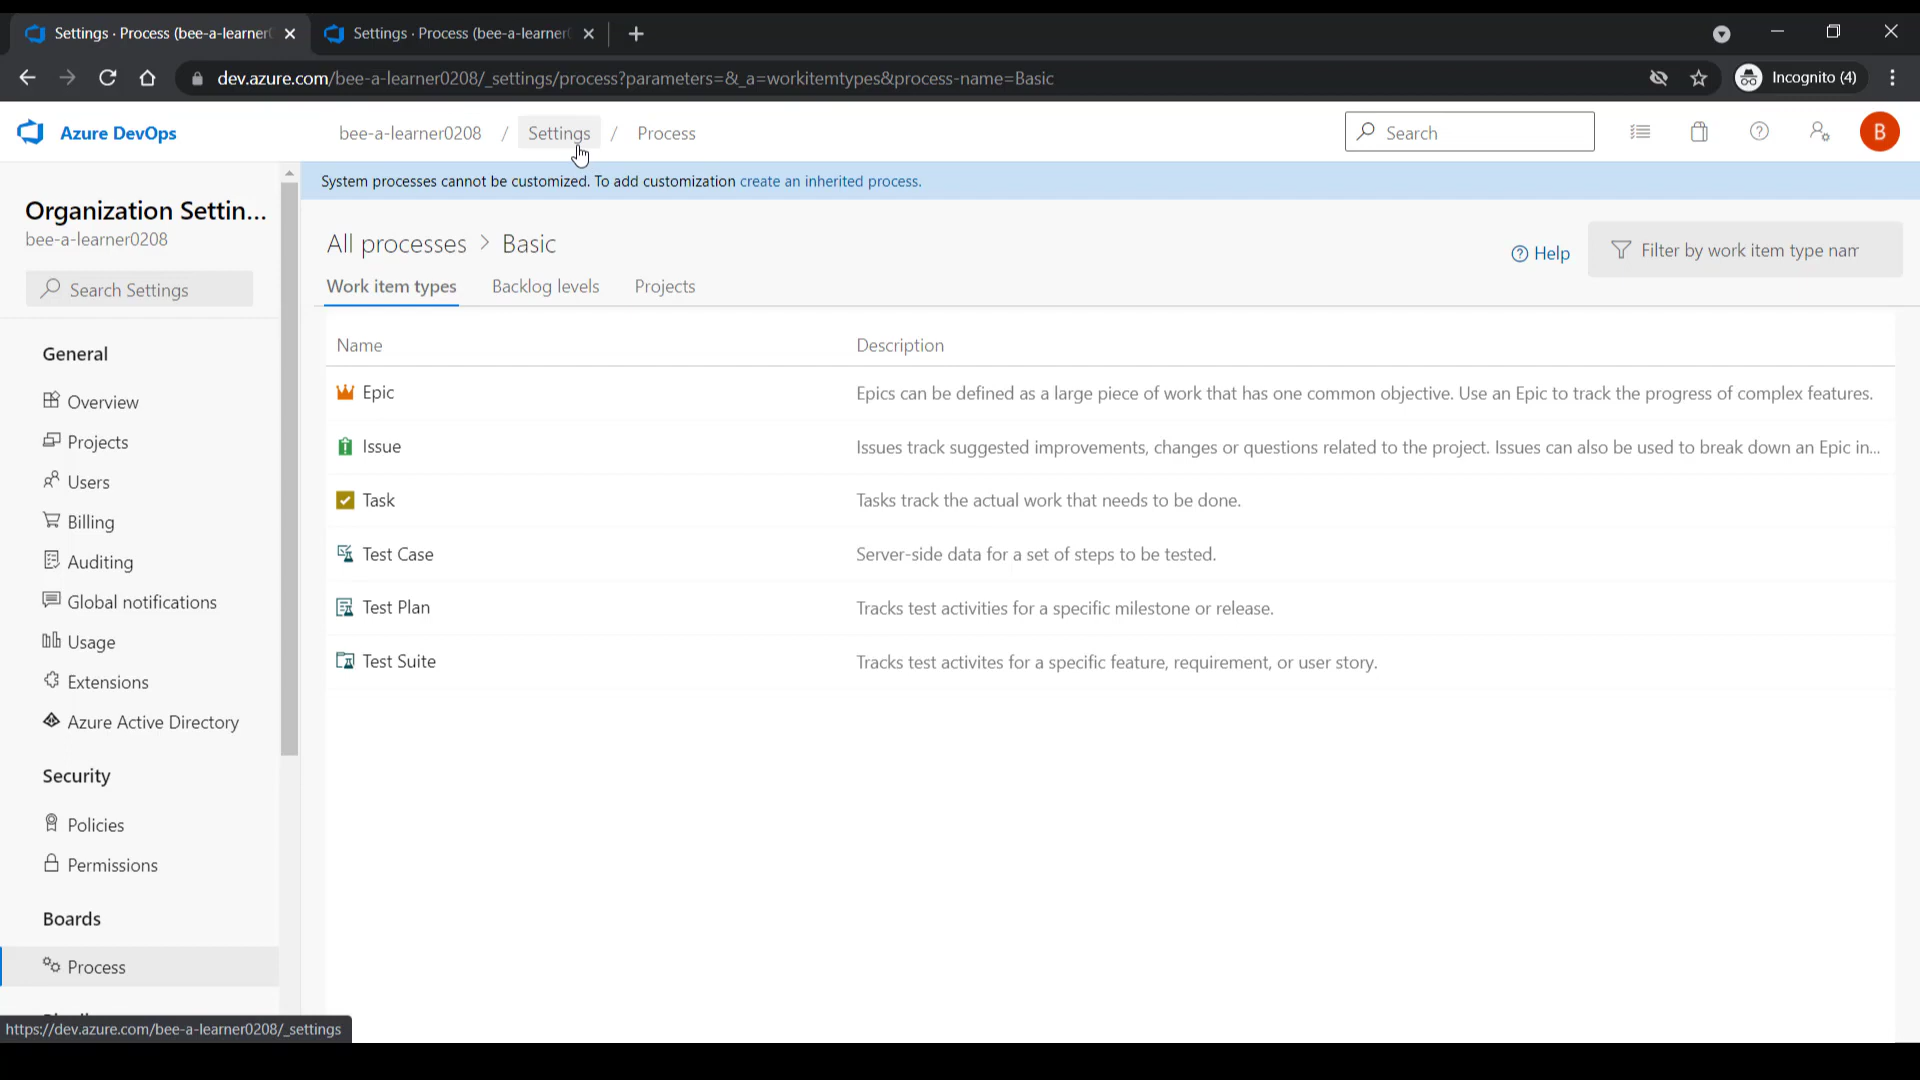 Settings · Process (bee-a-learner
Settings · Process (bee-a-learner
dev.azure.com/bee-a-learner0208/_settings/process?parameters=&_a=workitemtypes&process-name=Basic
Incognito (4)
Azure DevOps
bee-a-learner0208 / Settings / Process
Search
B
System processes cannot be customized. To add customization create an inherited process.
Organization Settin...
bee-a-learner0208
Search Settings
General
Overview
Projects
Users
Billing
Auditing
Global notifications
Usage
Extensions
Azure Active Directory
Security
Policies
Permissions
Boards
Process
https://dev.azure.com/bee-a-learner0208/_settings
All processes > Basic
Help
Filter by work item type nam
Work item types Backlog levels Projects
Name Description
Epic Epics can be defined as a large piece of work that has one common objective. Use an Epic to track the progress of complex features.
Issue Issues track suggested improvements, changes or questions related to the project. Issues can also be used to break down an Epic in...
Task Tasks track the actual work that needs to be done.
Test Case Server-side data for a set of steps to be tested.
Test Plan Tracks test activities for a specific milestone or release.
Test Suite Tracks test activites for a specific feature, requirement, or user story.